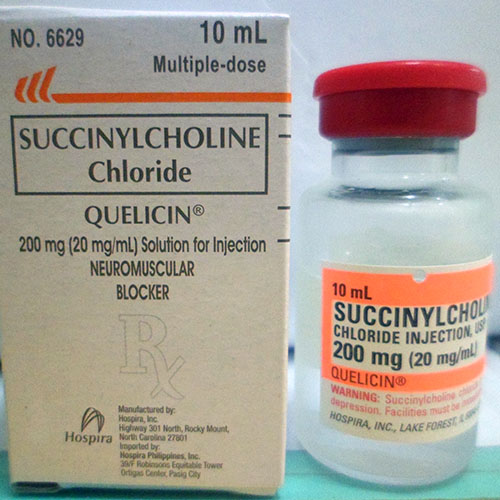 NO. 6629
10 mL
Multiple-dose
SUCCINYLCHOLINE
Chloride
QUELICIN®
200 mg (20 mg/mL) Solution for Injection
NEUROMUSCULAR
BLOCKER
Rx
Hospira
Manufactured by:
Hospira, Inc.
Highway 301 North, Rocky Mount,
North Carolina 27801
Imported by:
Hospira Philippines, Inc.
39/F Robinsons Equitable Tower
Ortigas Center, Pasig City
10 mL
SUCCINYLCHOLIN
CHLORIDE INJECTION, USP
200 mg (20 mg/mL)
QUELICIN®
WARNING: Succinylcholine
depression. Facilities must be
HOSPIRA, INC., LAKE FOREST, IL